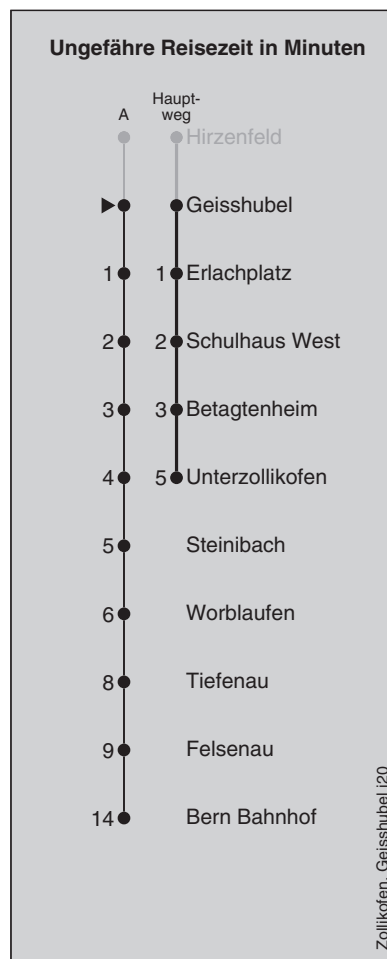 Ungefähre Reisezeit in Minuten
A Haupt-
weg
Hirzenfeld
Geisshubel
1 1 Erlachplatz
2 2 Schulhaus West
3 3 Betagtenheim
4 5 Unterzollikofen
5 Steinibach
6 Worblaufen
8 Tiefenau
9 Felsenau
14 Bern Bahnhof
Zollikofen, Geisshubel j20